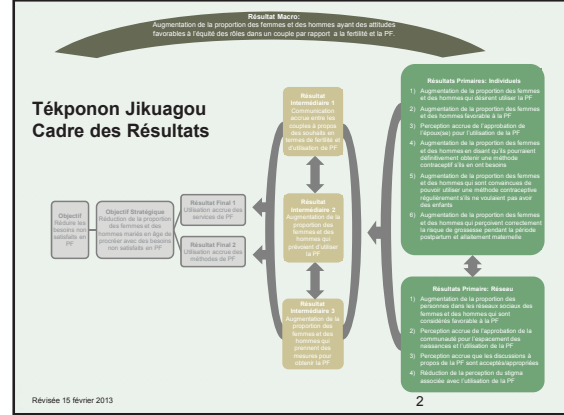 Résultat Macro:
Augmentation de la proportion des femmes et des hommes ayant des attitudes
favorables à l'équité des rôles dans un couple par rapport a la fertilité et la PF.
Tékponon Jikuagou
Cadre des Résultats
Objectif
Réduire les
besoins non
satisfaits en
PF
Objectif Stratégique
Réduction de la proportion
des femmes et des
hommes mariés en âge de
procréer avec des besoins
non satisfaits en PF
Résultat Final 1
Utilisation accrue des
services de PF
Résultat Final 2
Utilisation accrue des
méthodes de PF
Résultat
Intermédiaire 1
Communication
accrue entre les
couples à propos
des souhaits en
termes de fertilité et
d'utilisation de PF
Résultat
Intermédiaire 2
Augmentation de la
proportion des
femmes et des
hommes qui
prévoient d'utiliser
la PF
Résultat
Intermédiaire 3
Augmentation de la
proportion des
femmes et des
hommes qui
prennent des
mesures pour
obtenir la PF
Résultats Primaires: Individuels
1) Augmentation de la proportion des femmes
et des hommes qui désirent utiliser la PF
2) Augmentation de la proportion des femmes
et des hommes favorable à la PF
3) Perception accrue de l'approbation de
l'époux(se) pour l'utilisation de la PF
4) Augmentation de la proportion des femmes
et des hommes en disant qu'ils pourraient
définitivement obtenir une méthode
contraceptif s'ils en ont besoins
5) Augmentation de la proportion des femmes
et des hommes qui sont convaincus de
pouvoir utiliser une méthode contraceptive
régulièrement s'ils ne voulaient pas avoir
des enfants
6) Augmentation de la proportion des femmes
et des hommes qui perçoivent correctement
le risque de grossesse pendant la période
postpartum et allaitement maternelle
Résultats Primaire: Réseau
1) Augmentation de la proportion des
personnes dans les réseaux sociaux des
femmes et des hommes qui sont
considérés favorable à la PF
2) Perception accrue de l'approbation de la
communauté pour l'espacement des
naissances et l'utilisation de la PF
3) Perception accrue que les discussions à
propos de la PF sont acceptés/appropriées
4) Réduction de la perception du stigma
associée avec l'utilisation de la PF
Révisée 15 février 2013
2